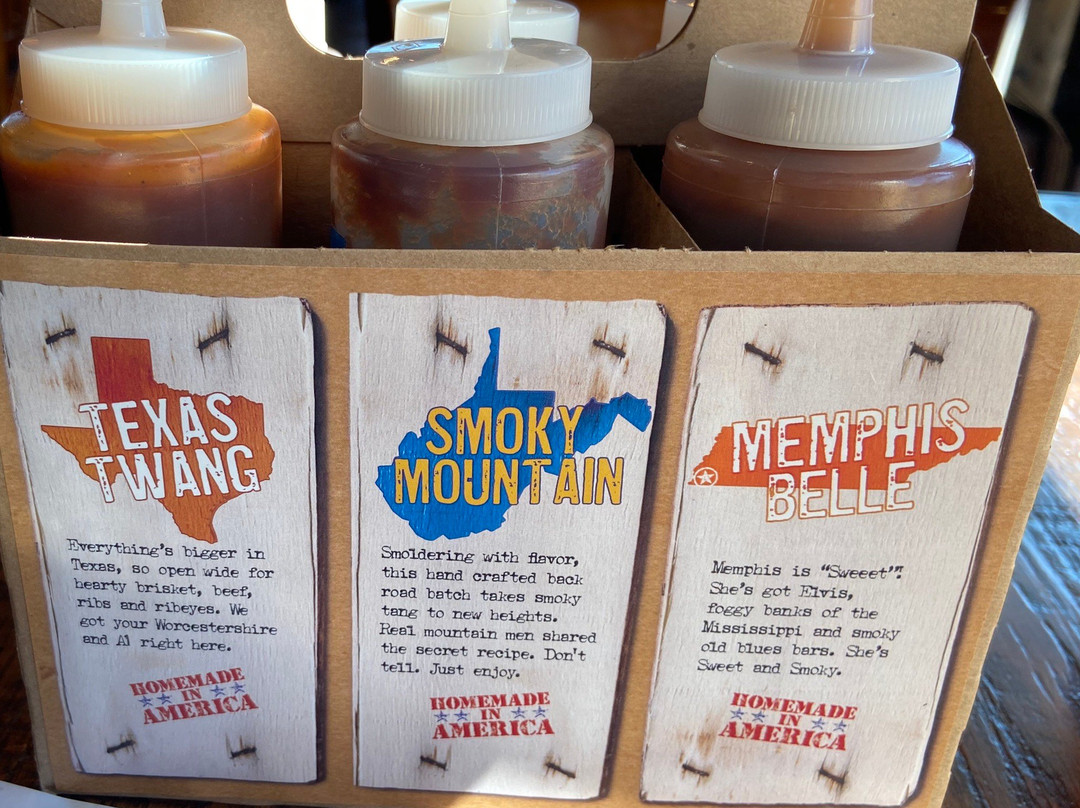 TEXAS
TWANG
Everything's bigger in
Texas, so open wide for
hearty brisket, beef,
ribs and ribeyes. We
got your Worcestershire
and A1 right here.
HOMEMADE
IN
AMERICA
SMOKY
MOUNTAIN
Smoldering with flavor,
this hand crafted back
road batch takes smoky
tang to new heights.
Real mountain men shared
the secret recipe. Don't
tell. Just enjoy.
HOMEMADE
IN
AMERICA
MEMPHIS
BELLE
Memphis is "Sweeet"!
She's got Elvis,
foggy banks of the
Mississippi and smoky
old blues bars. She's
Sweet and Smoky.
HOMEMADE
IN
AMERICA